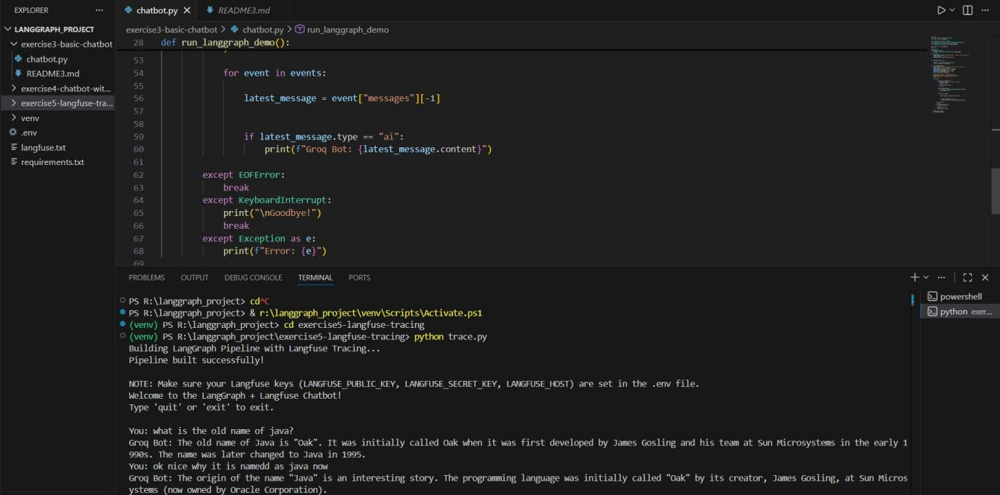 EXPLORER ...
LANGGRAPH_PROJECT
exercise3-basic-chatbot
chatbot.py
README3.md
exercise4-chatbot-wit...
exercise5-langfuse-tra...
venv
.env
langfuse.txt
requirements.txt
chatbot.py README3.md
exercise3-basic-chatbot > chatbot.py > run_langgraph_demo
28 def run_langgraph_demo():
53
54 for event in events:
55
56 latest_message = event["messages"][-1]
57
58
59 if latest_message.type == "ai":
60 print(f"Groq Bot: {latest_message.content}")
61
62 except EOFError:
63 break
64 except KeyboardInterrupt:
65 print("\nGoodbye!")
66 break
67 except Exception as e:
68 print(f"Error: {e}")
69
PROBLEMS OUTPUT DEBUG CONSOLE TERMINAL PORTS
PS R:\langgraph_project> cd^C
PS R:\langgraph_project> & r:\langgraph_project\venv\Scripts\Activate.ps1
(venv) PS R:\langgraph_project> cd exercise5-langfuse-tracing
(venv) PS R:\langgraph_project\exercise5-langfuse-tracing> python trace.py
Building LangGraph Pipeline with Langfuse Tracing...
Pipeline built successfully!
NOTE: Make sure your Langfuse keys (LANGFUSE_PUBLIC_KEY, LANGFUSE_SECRET_KEY, LANGFUSE_HOST) are set in the .env file.
Welcome to the LangGraph + Langfuse Chatbot!
Type 'quit' or 'exit' to exit.
You: what is the old name of java?
Groq Bot: The old name of Java is "Oak". It was initially called Oak when it was first developed by James Gosling and his team at Sun Microsystems in the early 1
990s. The name was later changed to Java in 1995.
You: ok nice why it is namedd as java now
Groq Bot: The origin of the name "Java" is an interesting story. The programming language was initially called "Oak" by its creator, James Gosling, at Sun Micros
ystems (now owned by Oracle Corporation).
powershell
python exer...